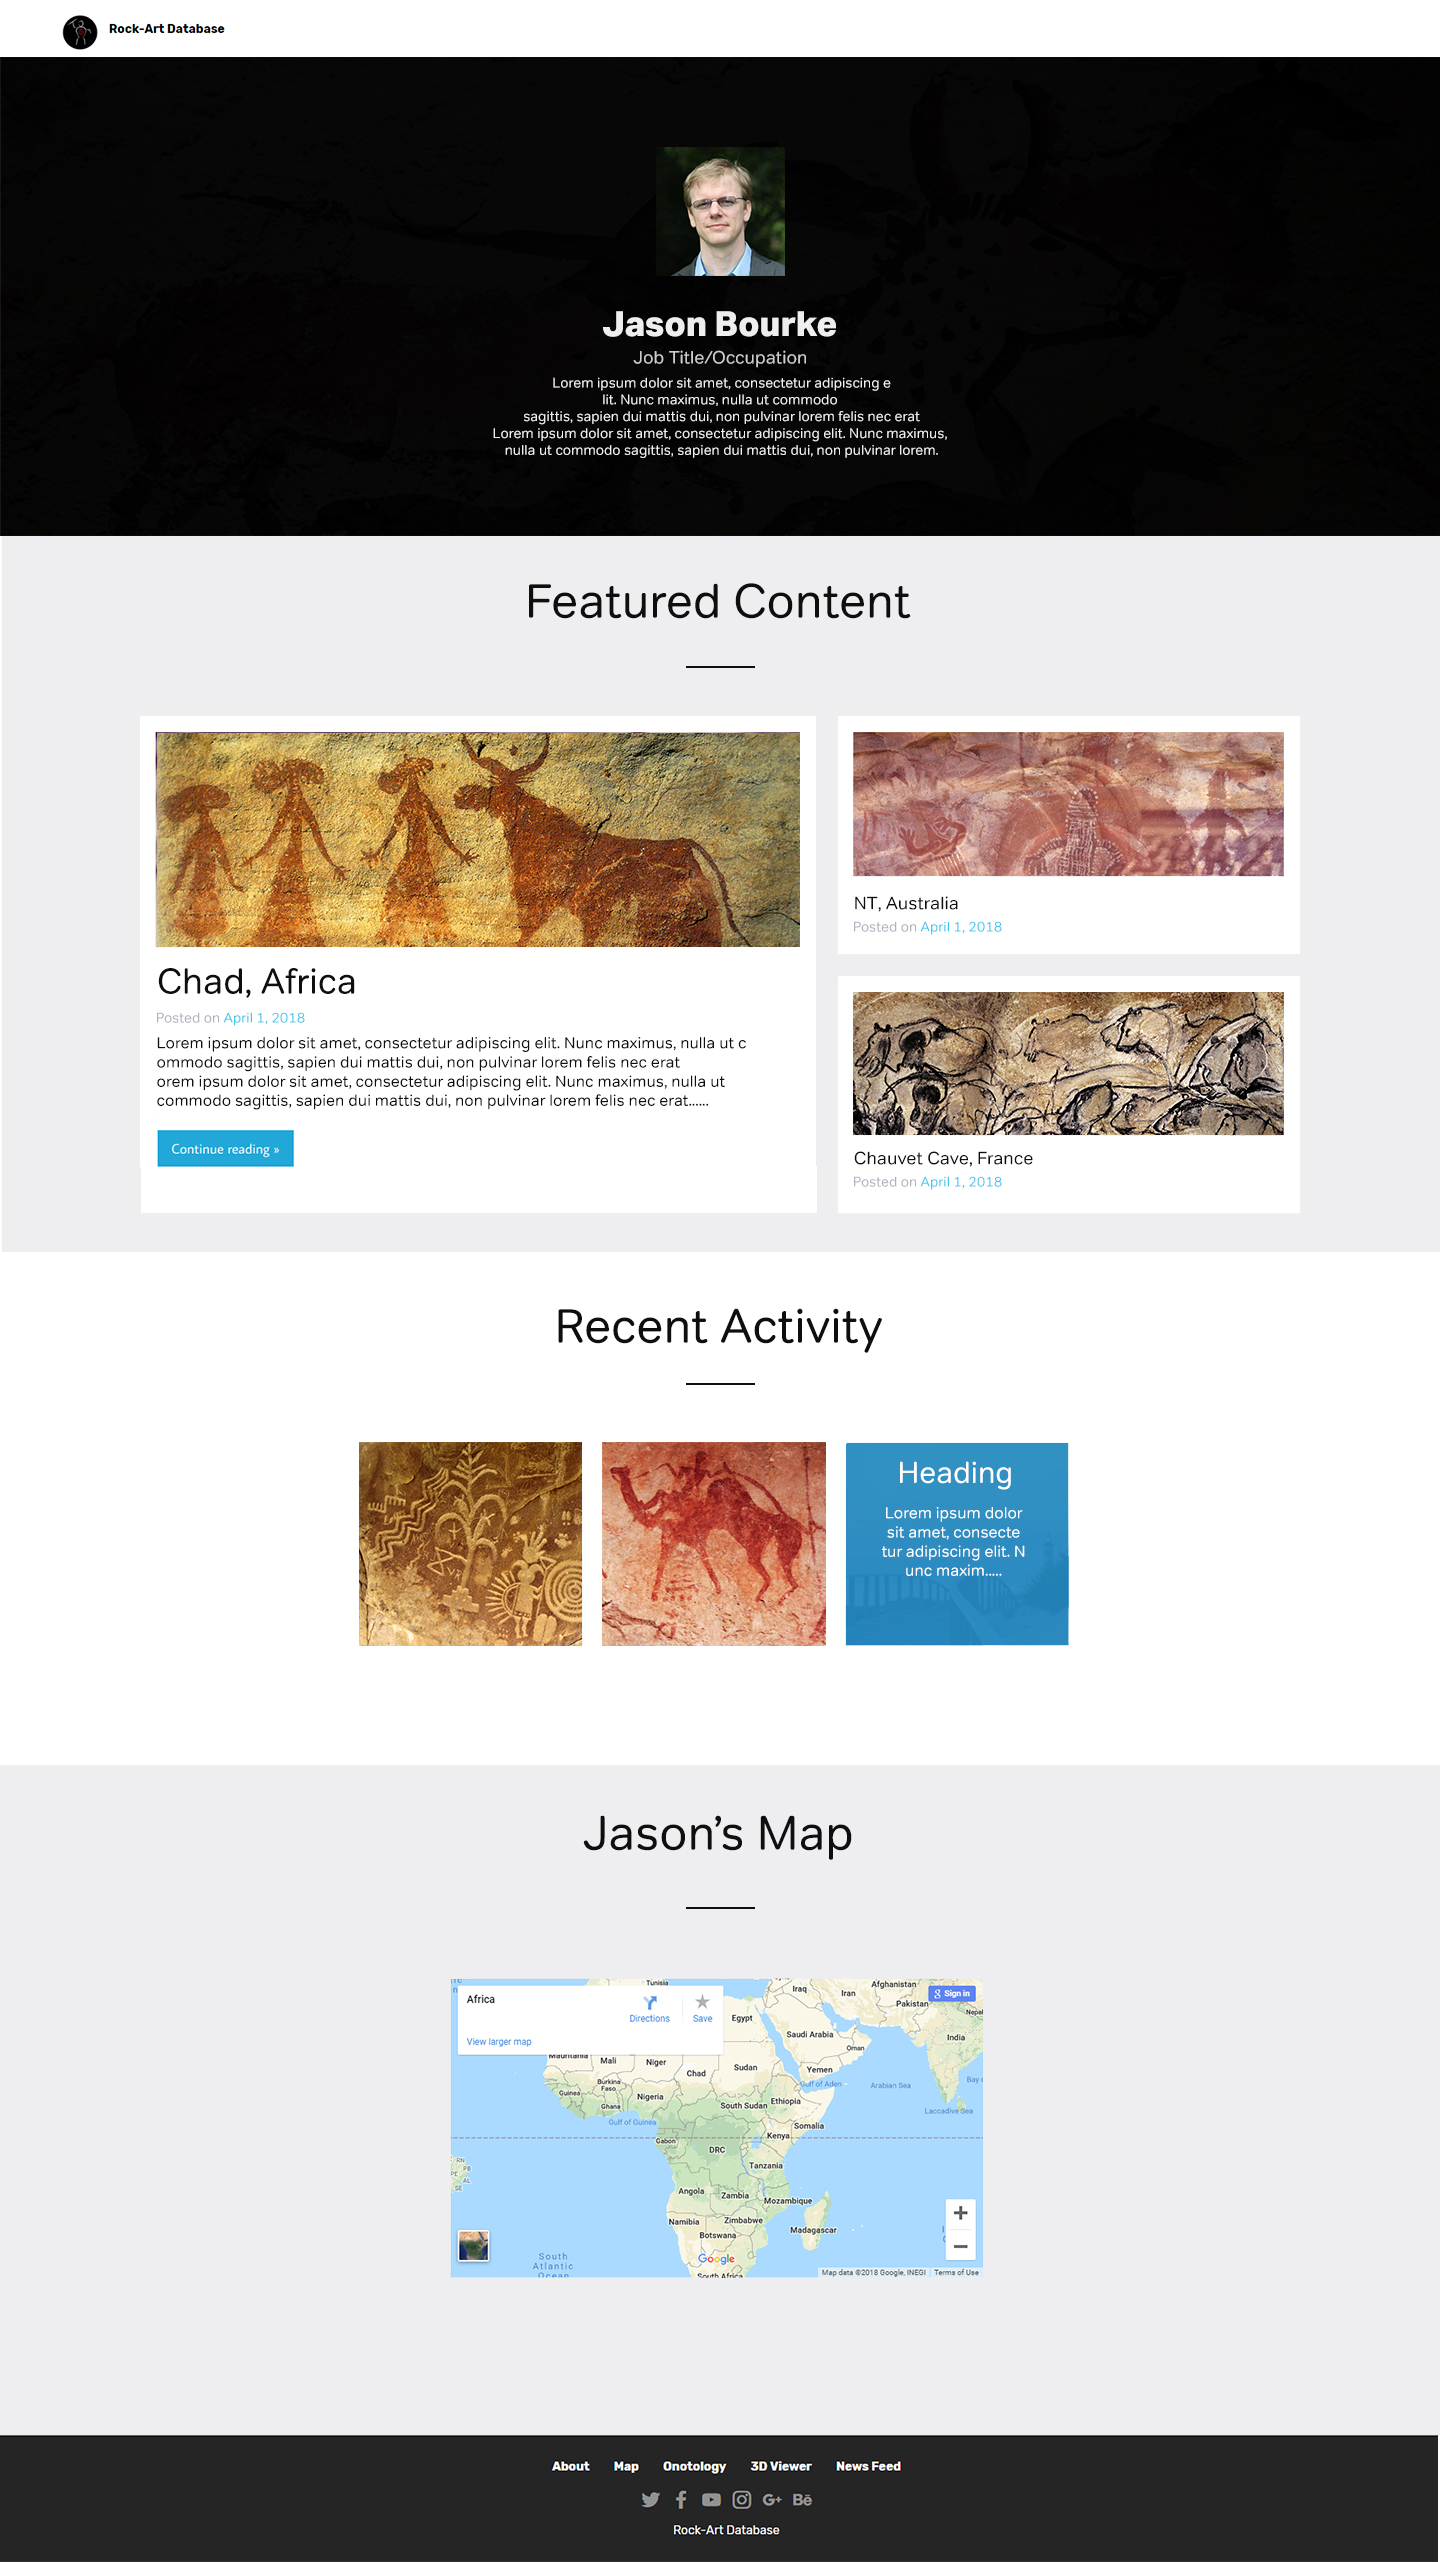 Rock-Art Database
Jason Bourke
Job Title/Occupation
Lorem ipsum dolor sit amet, consectetur adipiscing e
lit. Nunc maximus, nulla ut commodo
sagittis, sapien dui mattis dui, non pulvinar lorem felis nec erat
Lorem ipsum dolor sit amet, consectetur adipiscing elit. Nunc maximus,
nulla ut commodo sagittis, sapien dui mattis dui, non pulvinar lorem.
Featured Content
Chad, Africa
Posted on April 1, 2018
Lorem ipsum dolor sit amet, consectetur adipiscing elit. Nunc maximus, nulla ut c
ommodo sagittis, sapien dui mattis dui, non pulvinar lorem felis nec erat
orem ipsum dolor sit amet, consectetur adipiscing elit. Nunc maximus, nulla ut
commodo sagittis, sapien dui mattis dui, non pulvinar lorem felis nec erat......
Continue reading »
NT, Australia
Posted on April 1, 2018
Chauvet Cave, France
Posted on April 1, 2018
Recent Activity
Heading
Lorem ipsum dolor
sit amet, consecte
tur adipiscing elit. N
unc maxim.....
Jason’s Map
Africa
Directions
Save
View larger map
Sign in
Tunisia
Iraq
Iran
Afghanistan
Pakistan
Nepal
Egypt
Saudi Arabia
Oman
India
Mauritania
Mali
Niger
Chad
Sudan
Yemen
Gulf of Aden
Arabian Sea
Bay
Burkina
Faso
Guinea
Ghana
Nigeria
South Sudan
Ethiopia
Laccadive Sea
Gulf of Guinea
Somalia
Gabon
Kenya
DRC
RN
PB
PE
AL
SE
Tanzania
Angola
Zambia
Mozambique
Namibia
Zimbabwe
Madagascar
Botswana
South
Atlantic
Ocean
Google
South Africa
Map data ©2018 Google, INEGI
Terms of Use
About Map Onotology 3D Viewer News Feed
G+ Bē
Rock-Art Database